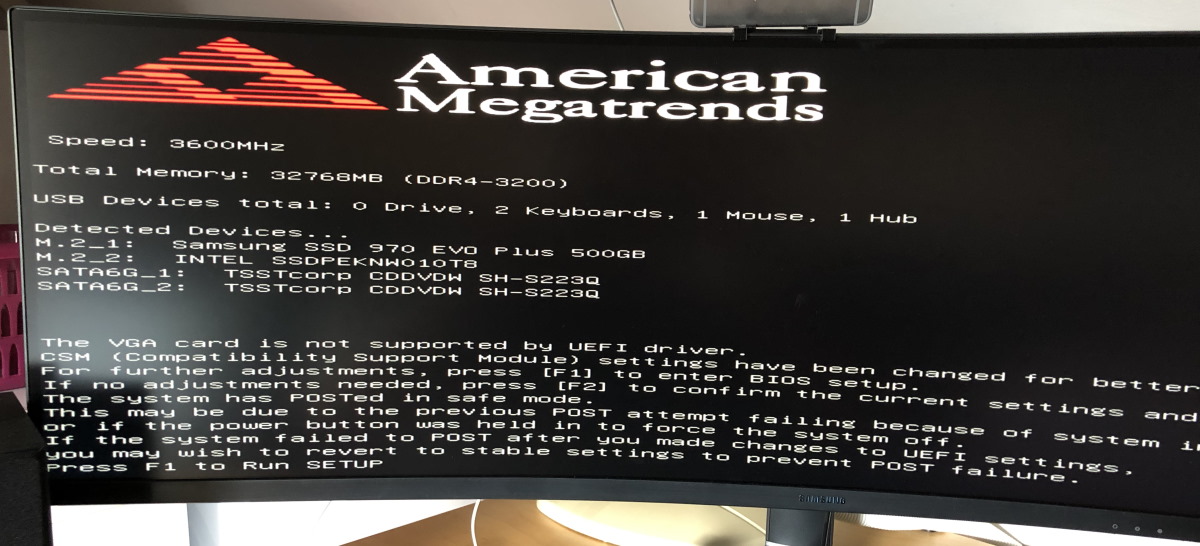 American
Megatrends
Speed: 3600MHz
Total Memory: 32768MB (DDR4-3200)
USB Devices total: 0 Drive, 2 Keyboards, 1 Mouse, 1 Hub
Detected Devices...
M.2_1: Samsung SSD 970 EVO Plus 500GB
M.2_2: INTEL SSDPEKNW010T8
SATA6G_1: TSSTcorp CDDVDW SH-S223Q
SATA6G_2: TSSTcorp CDDVDW SH-S223Q
The VGA card is not supported by UEFI driver.
CSM (Compatibility Support Module) settings have been changed for better
For further adjustments, press [F1] to enter BIOS setup.
If no adjustments needed, press [F2] to confirm the current settings and
The system has POSTed in safe mode.
This may be due to the previous POST attempt failing because of system
or if the power button was held in to force the system off.
If the system failed to POST after you made changes to UEFI settings,
you may wish to revert to stable settings to prevent POST failure.
Press F1 to Run SETUP
SAMSUNG